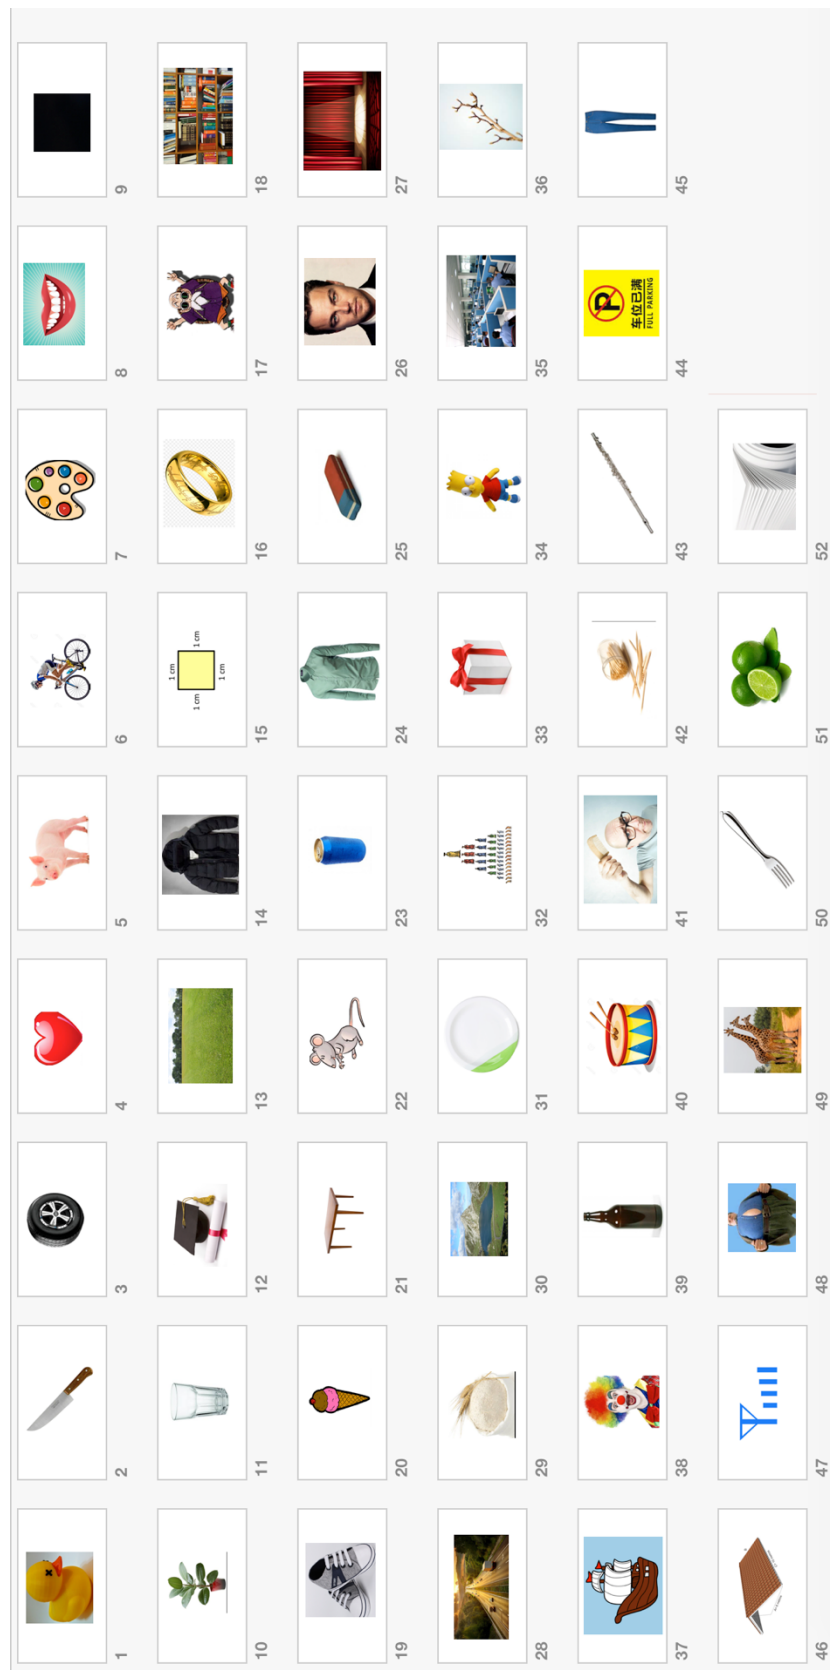 1 2 3 4 5 6 7 8 9
1 cm
1 cm
1 cm
1 cm
10 11 12 13 14 15 16 17 18
19 20 21 22 23 24 25 26 27
28 29 30 31 32 33 34 35 36
P
车位已满
FULL PARKING
37 38 39 40 41 42 43 44 45
46 47 48 49 50 51 52